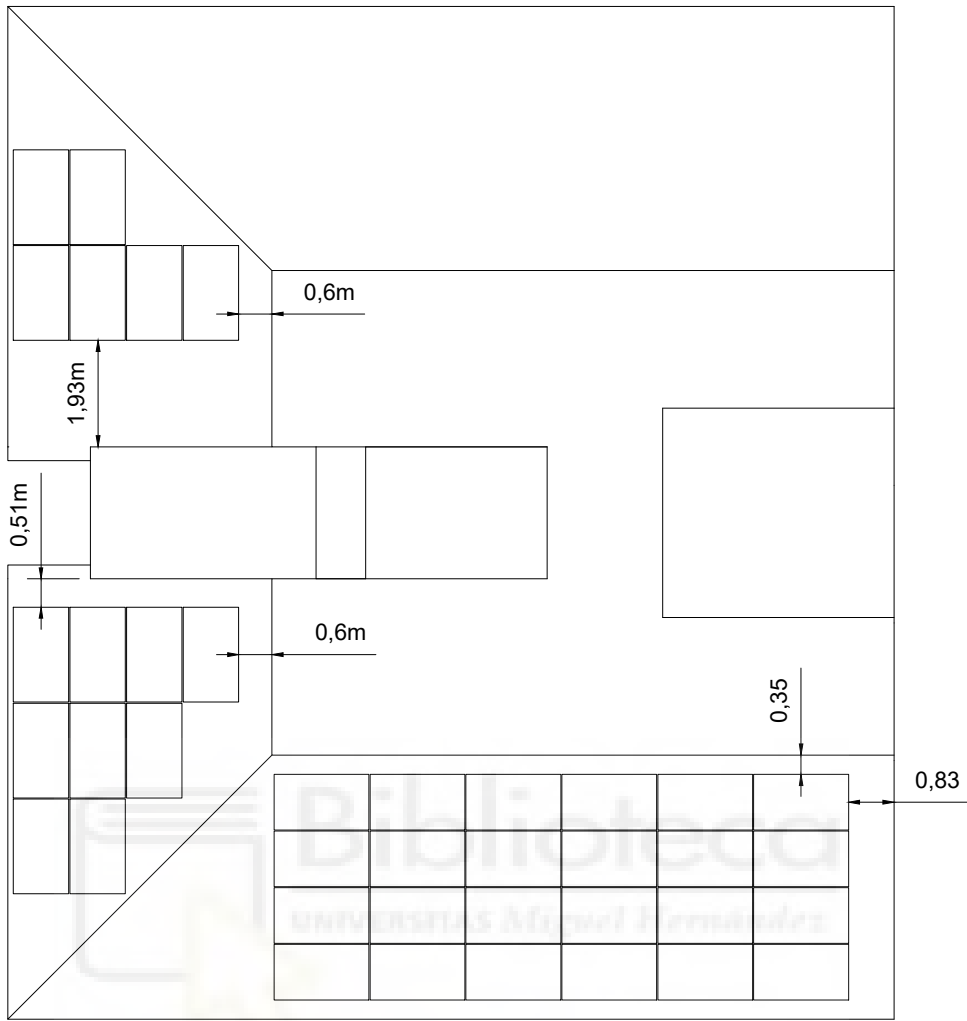 0,6m
1,93m
0,51m
0,6m
0,35
0,83
Biblioteca
UNIVERSITAS Miguel Hernández